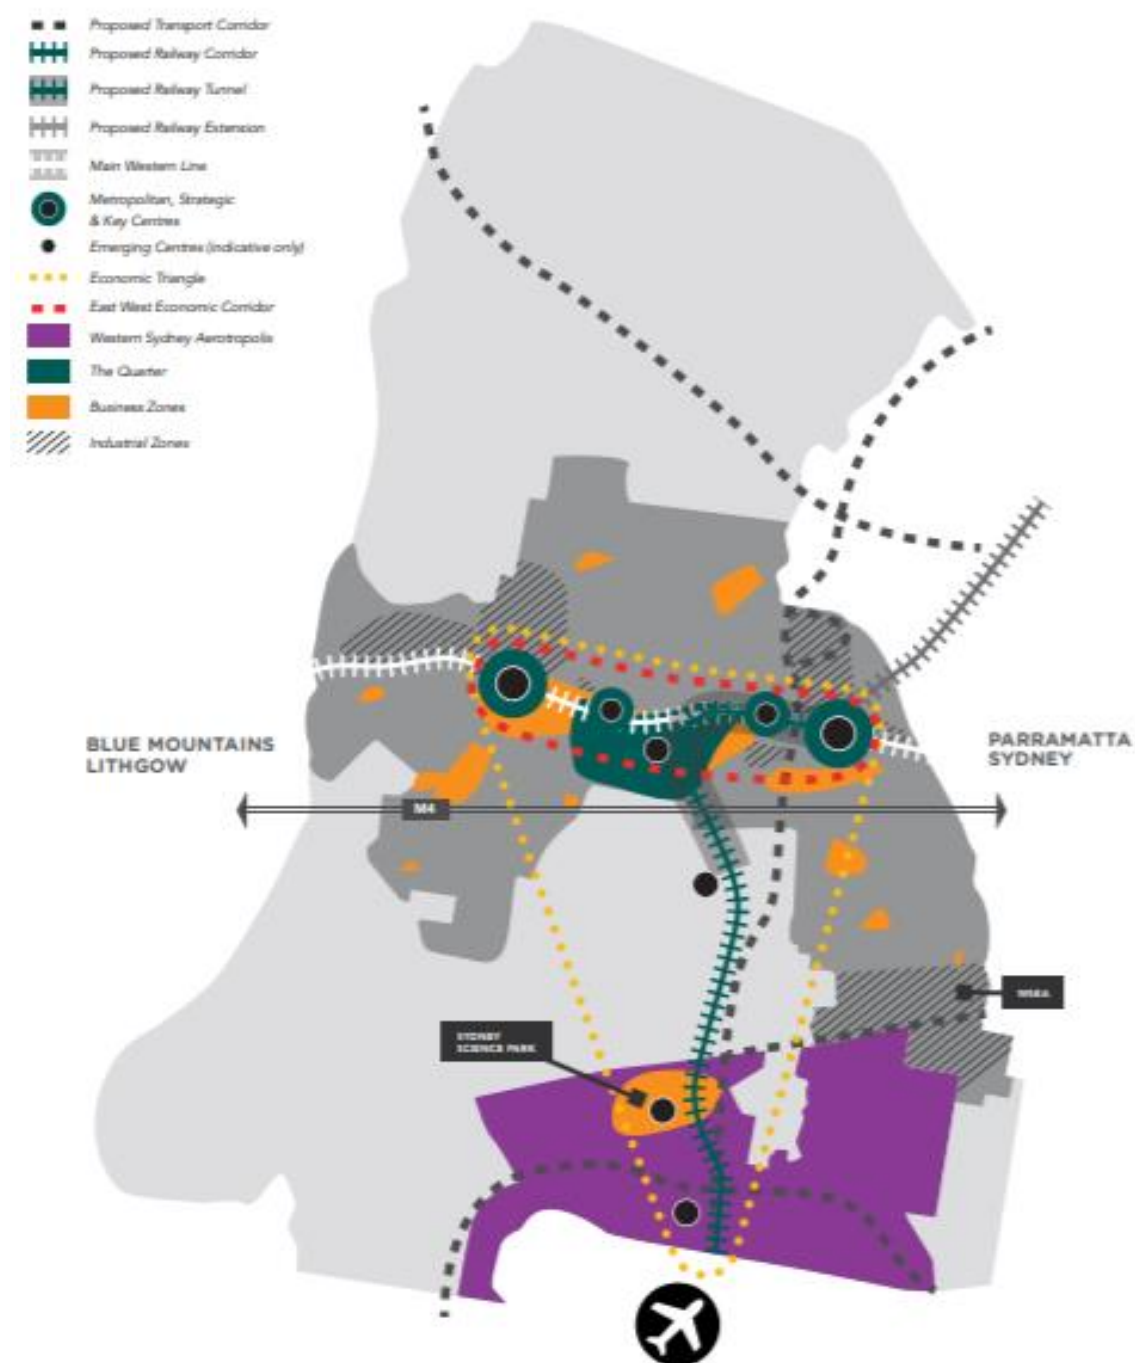 Proposed Transport Corridor
Proposed Railway Corridor
Proposed Railway Tunnel
Proposed Railway Extension
Main Western Line
Metropolitan, Strategic
& Key Centres
Emerging Centres (indicative only)
Economic Triangle
East West Economic Corridor
Western Sydney Aerotropolis
The Quarter
Business Zones
Industrial Zones
BLUE MOUNTAINS
LITHGOW
PARRAMATTA
SYDNEY
M4
WSEA
SYDNEY
SCIENCE PARK